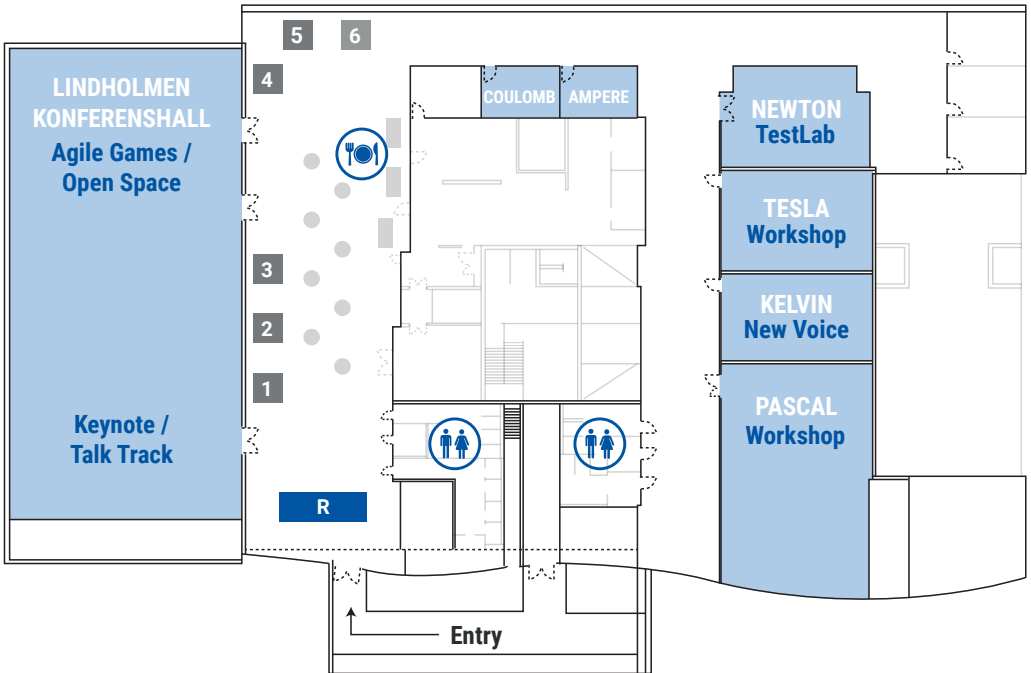 5
6
4
LINDHOLMEN
KONFERENSHALL
Agile Games /
Open Space
COULOMB
AMPERE
NEWTON
TestLab
TESLA
Workshop
3
KELVIN
New Voice
2
1
Keynote /
Talk Track
PASCAL
Workshop
R
Entry